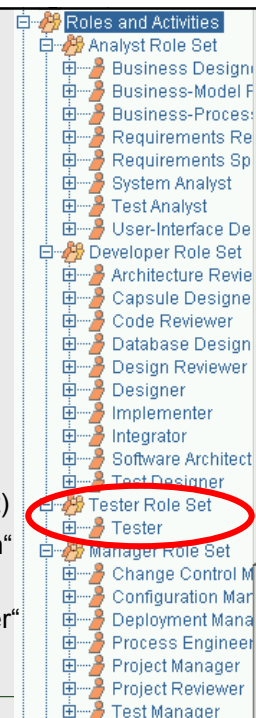 Roles and Activities
Analyst Role Set
Business Design
Business-Model
Business-Process
Requirements Re
Requirements Sp
System Analyst
Test Analyst
User-Interface De
Developer Role Set
Architecture Revie
Capsule Designe
Code Reviewer
Database Design
Design Reviewer
Designer
Implementer
Integrator
Software Architect
Test Designer
)
Tester Role Set
Tester
“
Manager Role Set
Change Control M
Configuration Man
er“ Deployment Mana
Process Engineer
Project Manager
Project Reviewer
Test Manager